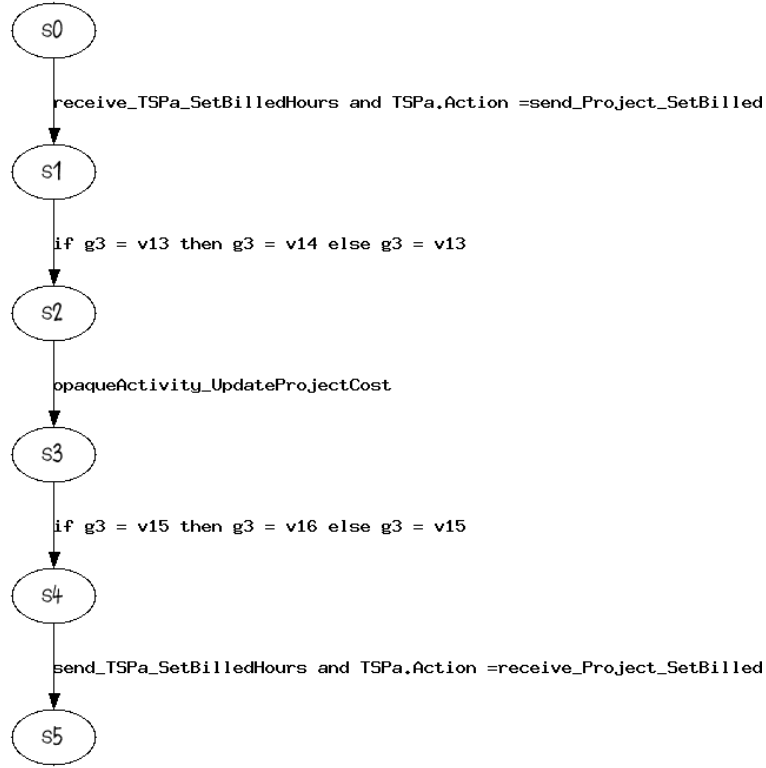 s0
receive_TSPa_SetBilledHours and TSPa.Action =send_Project_SetBilled
s1
if g3 = v13 then g3 = v14 else g3 = v13
s2
opaqueActivity_UpdateProjectCost
s3
if g3 = v15 then g3 = v16 else g3 = v15
s4
send_TSPa_SetBilledHours and TSPa.Action =receive_Project_SetBilled
s5